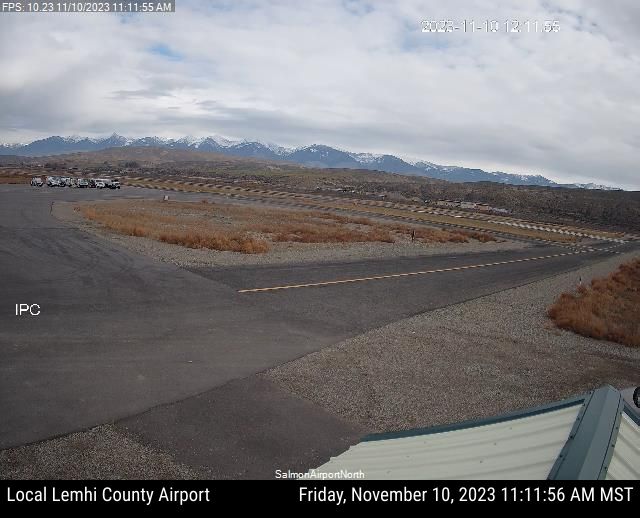 FPS: 10.23 11/10/2023 11:11:55 AM
2023-11-10 12:11:55
IPC
SalmonAirportNorth
Local Lemhi County Airport Friday, November 10, 2023 11:11:56 AM MST